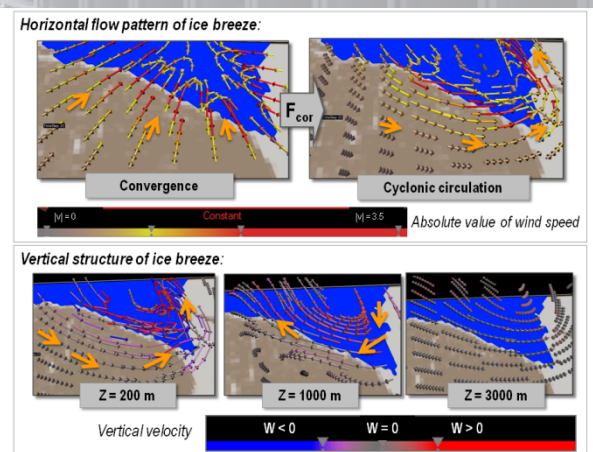 Horizontal flow pattern of ice breeze:
Fcor
Convergence
Cyclonic circulation
|V|=0
Constant
|V|=3.5
Absolute value of wind speed
Vertical structure of ice breeze:
Z = 200 m
Z = 1000 m
Z = 3000 m
Vertical velocity
W < 0
W = 0
W > 0